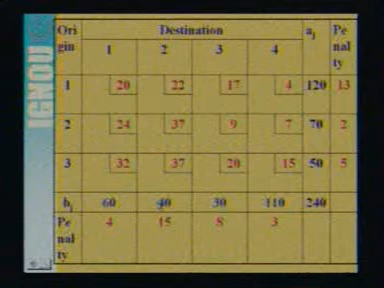 IGNOU
Origin Destination aj Penalty
1 2 3 4
1 20 22 17 4 120 13
2 24 37 9 7 70 2
3 32 37 20 15 50 5
bj 60 40 30 110 240
Penalty 4 15 8 3